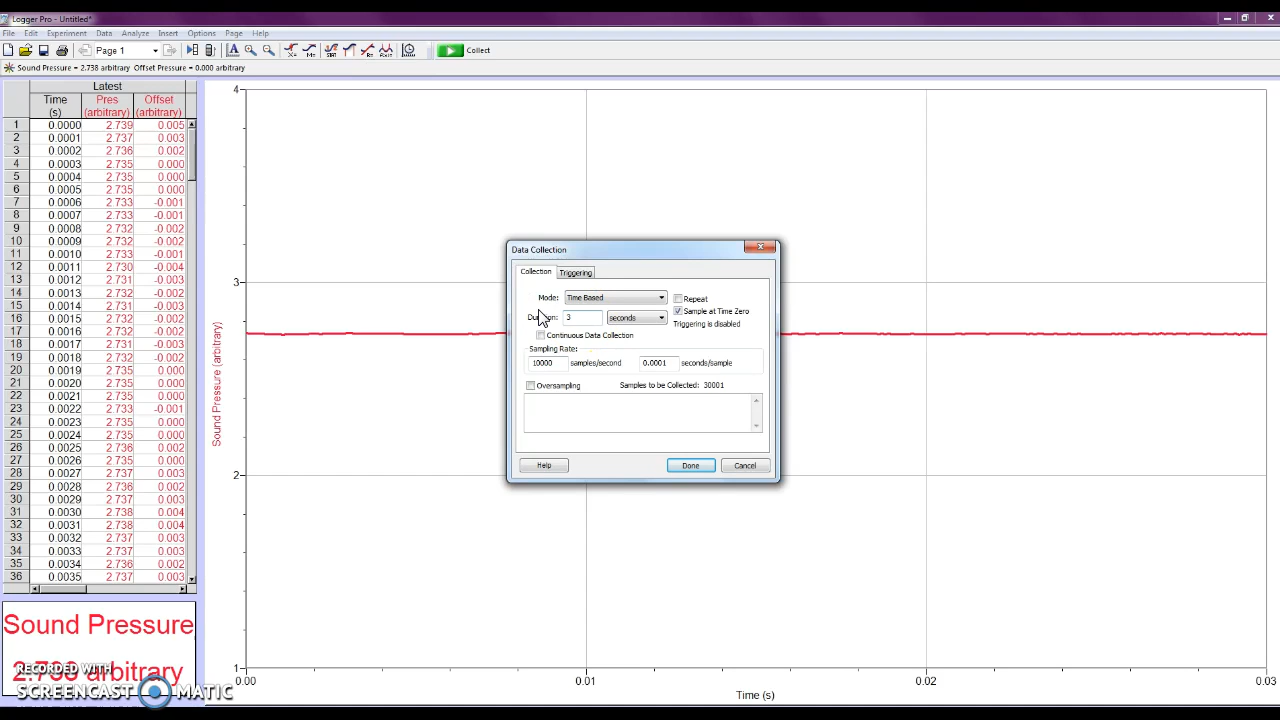 Logger Pro - Untitled*
File Edit Experiment Data Analyze Insert Options Page Help
Page 1 Collect
Sound Pressure = 2.738 arbitrary Offset Pressure = 0.000 arbitrary
Latest
Time (s) Pres (arbitrary) Offset (arbitrary)
1 0.0000 2.739 0.005
2 0.0001 2.737 0.003
3 0.0002 2.736 0.002
4 0.0003 2.735 0.000
5 0.0004 2.735 0.000
6 0.0005 2.735 0.000
7 0.0006 2.733 -0.001
8 0.0007 2.733 -0.001
9 0.0008 2.732 -0.002
10 0.0009 2.732 -0.002
11 0.0010 2.733 -0.001
12 0.0011 2.730 -0.004
13 0.0012 2.731 -0.003
14 0.0013 2.732 -0.002
15 0.0014 2.731 -0.003
16 0.0015 2.732 -0.002
17 0.0016 2.732 -0.002
18 0.0017 2.731 -0.003
19 0.0018 2.732 -0.002
20 0.0019 2.735 0.000
21 0.0020 2.735 0.000
22 0.0021 2.735 0.000
23 0.0022 2.733 -0.001
24 0.0023 2.735 0.000
25 0.0024 2.735 0.000
26 0.0025 2.736 0.002
27 0.0026 2.735 0.000
28 0.0027 2.737 0.003
29 0.0028 2.736 0.002
30 0.0029 2.737 0.003
31 0.0030 2.738 0.004
32 0.0031 2.738 0.004
33 0.0032 2.737 0.003
34 0.0033 2.737 0.003
35 0.0034 2.736 0.002
36 0.0035 2.737 0.003
Sound Pressure
arbitrary
RECORDED WITH
SCREENCAST MATIC
4
3
2
1
Sound Pressure (arbitrary)
0.00 0.01 0.02 0.03
Time (s)
Data Collection
Collection Triggering
Mode: Time Based
Repeat
Duration: 3 seconds
Sample at Time Zero
Triggering is disabled
Continuous Data Collection
Sampling Rate:
10000 samples/second 0.0001 seconds/sample
Oversampling Samples to be Collected: 30001
Help Done Cancel